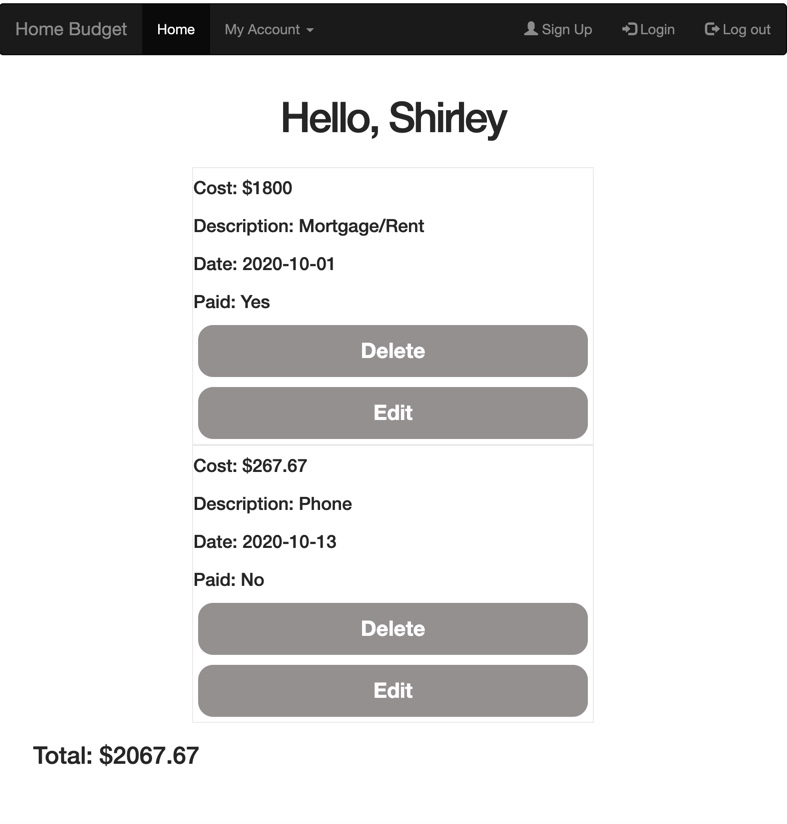 Home Budget Home My Account Sign Up Login Log out
Hello, Shirley
Cost: $1800
Description: Mortgage/Rent
Date: 2020-10-01
Paid: Yes
Delete
Edit
Cost: $267.67
Description: Phone
Date: 2020-10-13
Paid: No
Delete
Edit
Total: $2067.67